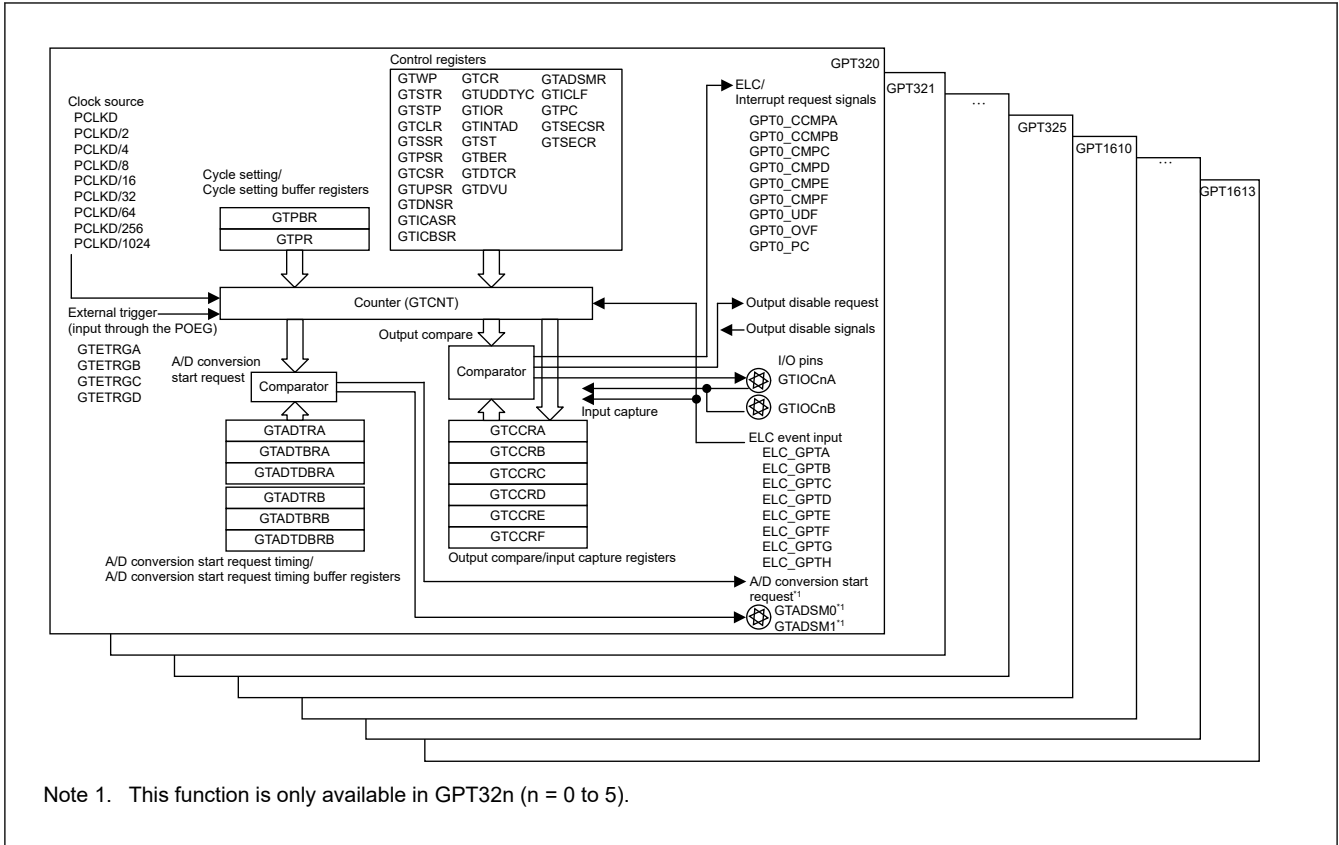 GPT320
GPT321
…
GPT325
GPT1610
…
GPT1613
Clock source
PCLKD
PCLKD/2
PCLKD/4
PCLKD/8
PCLKD/16
PCLKD/32
PCLKD/64
PCLKD/256
PCLKD/1024
External trigger
(input through the POEG)
GTETRGA
GTETRGB
GTETRGC
GTETRGD
Cycle setting/
Cycle setting buffer registers
GTPBR
GTPR
Control registers
GTWP GTCR GTADSMR
GTSTR GTUDDTYC GTICLF
GTSTP GTIOR GTPC
GTCLR GTINTAD GTSECSR
GTSSR GTST GTSECR
GTPSR GTBER
GTCSR GTDTCR
GTUPSR GTDVU
GTDNSR
GTICASR
GTICBSR
Counter (GTCNT)
A/D conversion
start request
Comparator
GTADTRA
GTADTBRA
GTADTDBRA
GTADTRB
GTADTBRB
GTADTDBRB
A/D conversion start request timing/
A/D conversion start request timing buffer registers
Output compare
Comparator
Input capture
GTCCRA
GTCCRB
GTCCRC
GTCCRD
GTCCRE
GTCCRF
Output compare/input capture registers
ELC/
Interrupt request signals
GPT0_CCMPA
GPT0_CCMPB
GPT0_CMPC
GPT0_CMPD
GPT0_CMPE
GPT0_CMPF
GPT0_UDF
GPT0_OVF
GPT0_PC
Output disable request
Output disable signals
I/O pins
GTIOCnA
GTIOCnB
ELC event input
ELC_GPTA
ELC_GPTB
ELC_GPTC
ELC_GPTD
ELC_GPTE
ELC_GPTF
ELC_GPTG
ELC_GPTH
A/D conversion start
request*1
GTADSM0*1
GTADSM1*1
Note 1. This function is only available in GPT32n (n = 0 to 5).